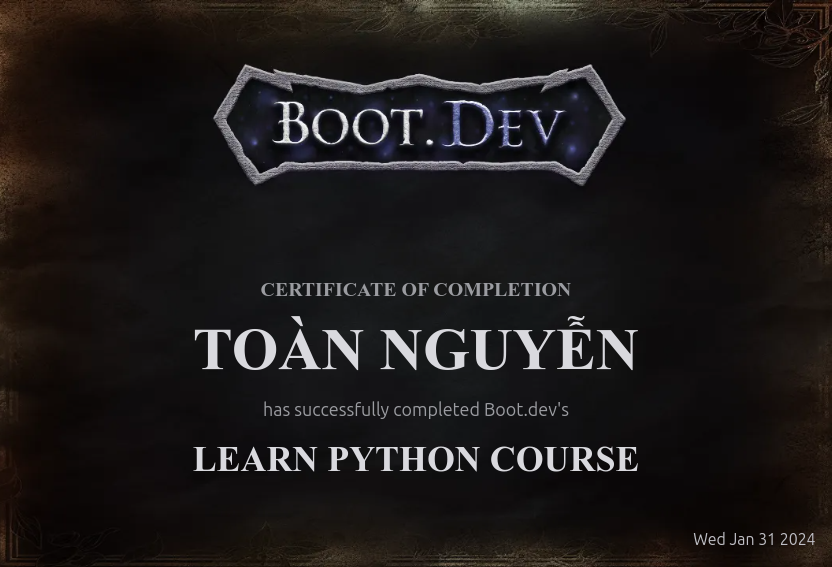 BOOT.DEV
CERTIFICATE OF COMPLETION
TOÀN NGUYỄN
has successfully completed Boot.dev's
LEARN PYTHON COURSE
Wed Jan 31 2024